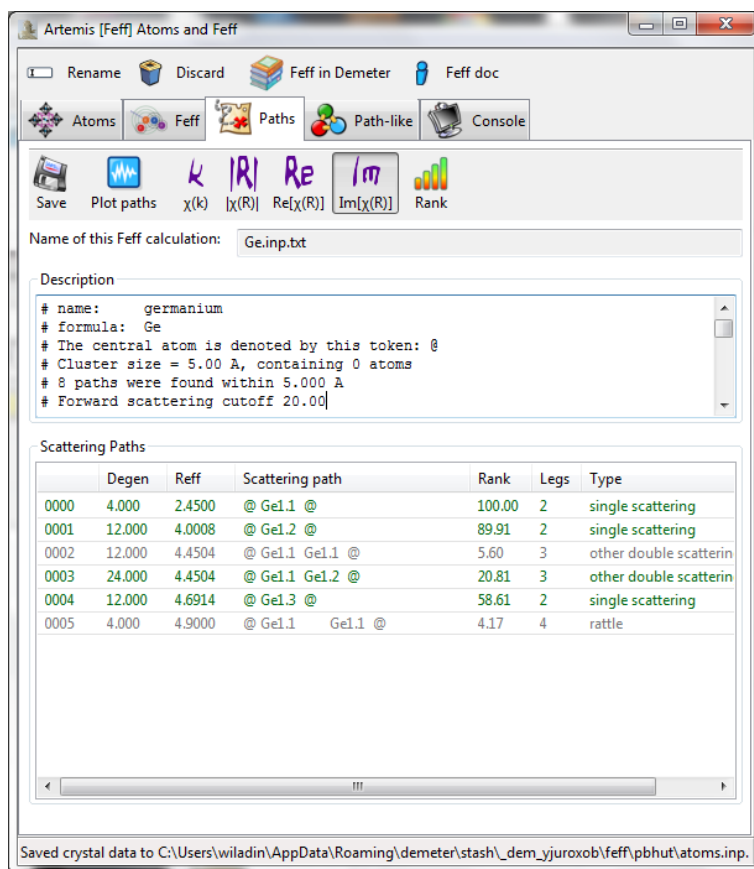 Artemis [Feff] Atoms and Feff
Rename Discard Feff in Demeter Feff doc
Atoms Feff Paths Path-like Console
k |R| Re Im
Save Plot paths χ(k) |χ(R)| Re[χ(R)] Im[χ(R)] Rank
Name of this Feff calculation: Ge.inp.txt
Description
# name: germanium
# formula: Ge
# The central atom is denoted by this token: @
# Cluster size = 5.00 A, containing 0 atoms
# 8 paths were found within 5.000 A
# Forward scattering cutoff 20.00
Scattering Paths
Degen Reff Scattering path Rank Legs Type
0000 4.000 2.4500 @ Ge1.1 @ 100.00 2 single scattering
0001 12.000 4.0008 @ Ge1.2 @ 89.91 2 single scattering
0002 12.000 4.4504 @ Ge1.1 Ge1.1 @ 5.60 3 other double scatterin
0003 24.000 4.4504 @ Ge1.1 Ge1.2 @ 20.81 3 other double scatterin
0004 12.000 4.6914 @ Ge1.3 @ 58.61 2 single scattering
0005 4.000 4.9000 @ Ge1.1 Ge1.1 @ 4.17 4 rattle
Saved crystal data to C:\Users\wiladin\AppData\Roaming\demeter\stash\_dem_yjuroxob\feff\pbhut\atoms.inp.